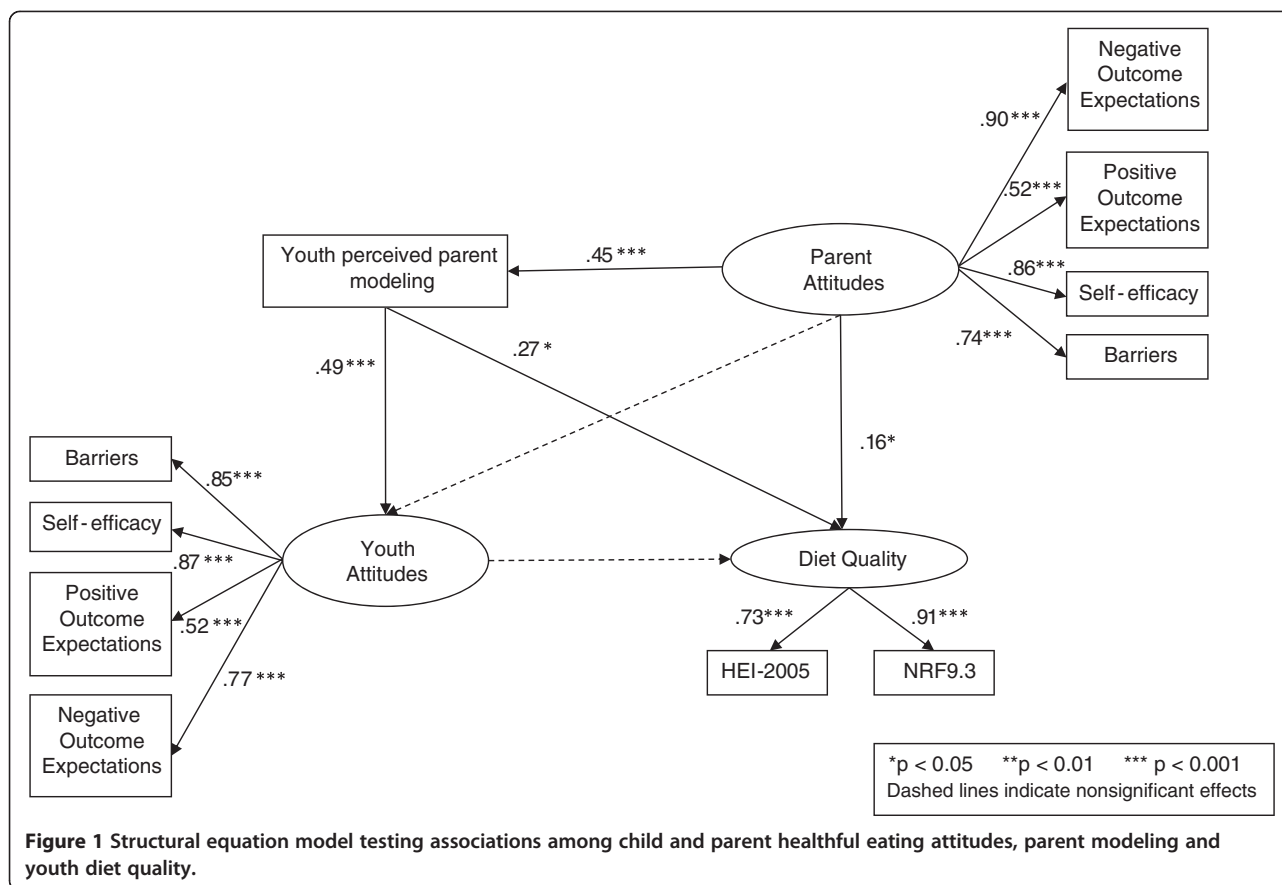 Negative
Outcome
Expectations
.90***
Positive
Outcome
Expectations
.52***
Youth perceived parent
modeling
.45 ***
Parent
Attitudes
.86***
Self-efficacy
.74***
Barriers
.49***
.27 *
.16*
Barriers
.85***
Self-efficacy
.87 ***
Youth
Attitudes
Diet Quality
Positive
Outcome
Expectations
.52 ***
.77 ***
.73***
.91***
HEI-2005
NRF9.3
Negative
Outcome
Expectations
*p < 0.05 **p < 0.01 *** p < 0.001
Dashed lines indicate nonsignificant effects
Figure 1 Structural equation model testing associations among child and parent healthful eating attitudes, parent modeling and
youth diet quality.